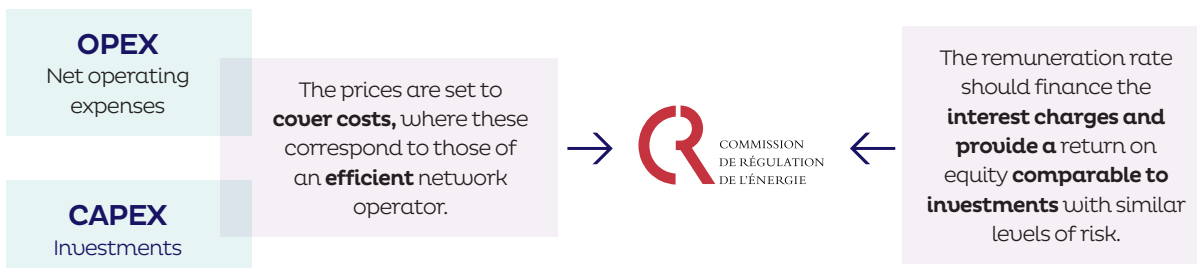 OPEX
Net operating
expenses
CAPEX
Investments
The prices are set to
cover costs, where these
correspond to those of
an efficient network
operator.
COMMISSION
DE RÉGULATION
DE L'ÉNERGIE
The remuneration rate
should finance the
interest charges and
provide a return on
equity comparable to
investments with similar
levels of risk.